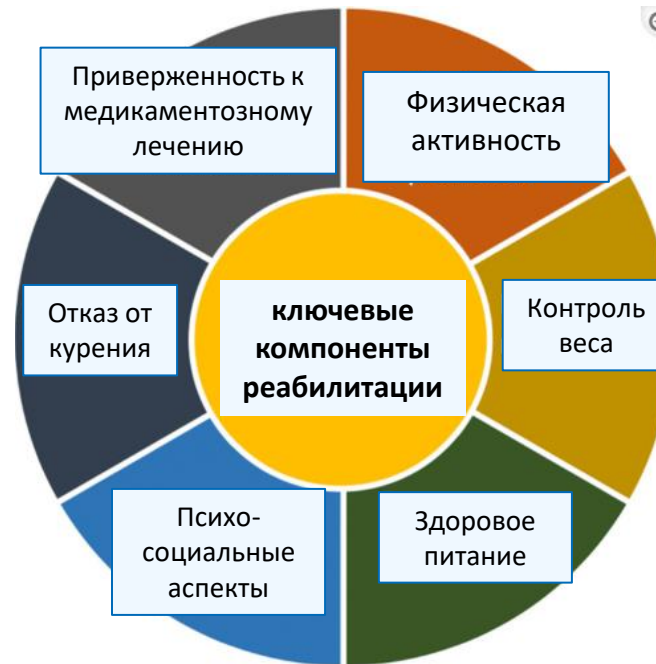 Приверженность к
медикаментозному
лечению
Физическая
активность
Отказ от
курения
ключевые
компоненты
реабилитации
Контроль
веса
Психо-
социальные
аспекты
Здоровое
питание